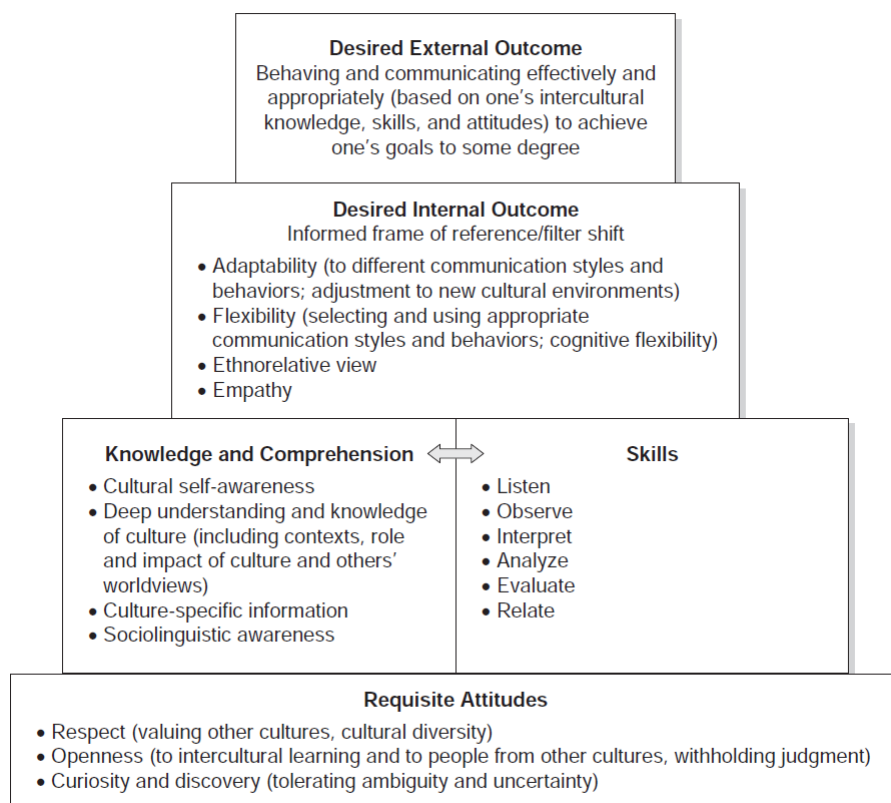 Desired External Outcome
Behaving and communicating effectively and
appropriately (based on one's intercultural
knowledge, skills, and attitudes) to achieve
one's goals to some degree
Desired Internal Outcome
Informed frame of reference/filter shift
• Adaptability (to different communication styles and
behaviors; adjustment to new cultural environments)
• Flexibility (selecting and using appropriate
communication styles and behaviors; cognitive flexibility)
• Ethnorelative view
• Empathy
Knowledge and Comprehension
• Cultural self-awareness
• Deep understanding and knowledge
of culture (including contexts, role
and impact of culture and others'
worldviews)
• Culture-specific information
• Sociolinguistic awareness
Skills
• Listen
• Observe
• Interpret
• Analyze
• Evaluate
• Relate
Requisite Attitudes
• Respect (valuing other cultures, cultural diversity)
• Openness (to intercultural learning and to people from other cultures, withholding judgment)
• Curiosity and discovery (tolerating ambiguity and uncertainty)